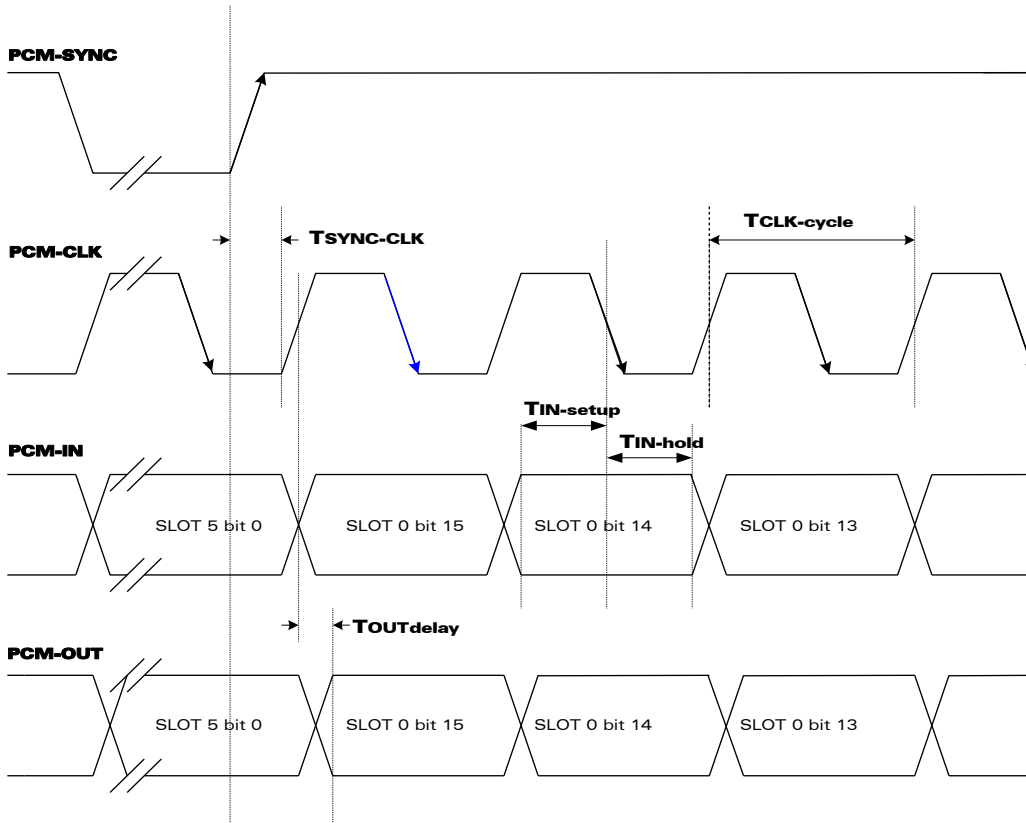 PCM-SYNC
TCLK-cycle
TSYNC-CLK
PCM-CLK
TIN-setup
TIN-hold
PCM-IN
SLOT 5 bit 0
SLOT 0 bit 15
SLOT 0 bit 14
SLOT 0 bit 13
TOUTdelay
PCM-OUT
SLOT 5 bit 0
SLOT 0 bit 15
SLOT 0 bit 14
SLOT 0 bit 13